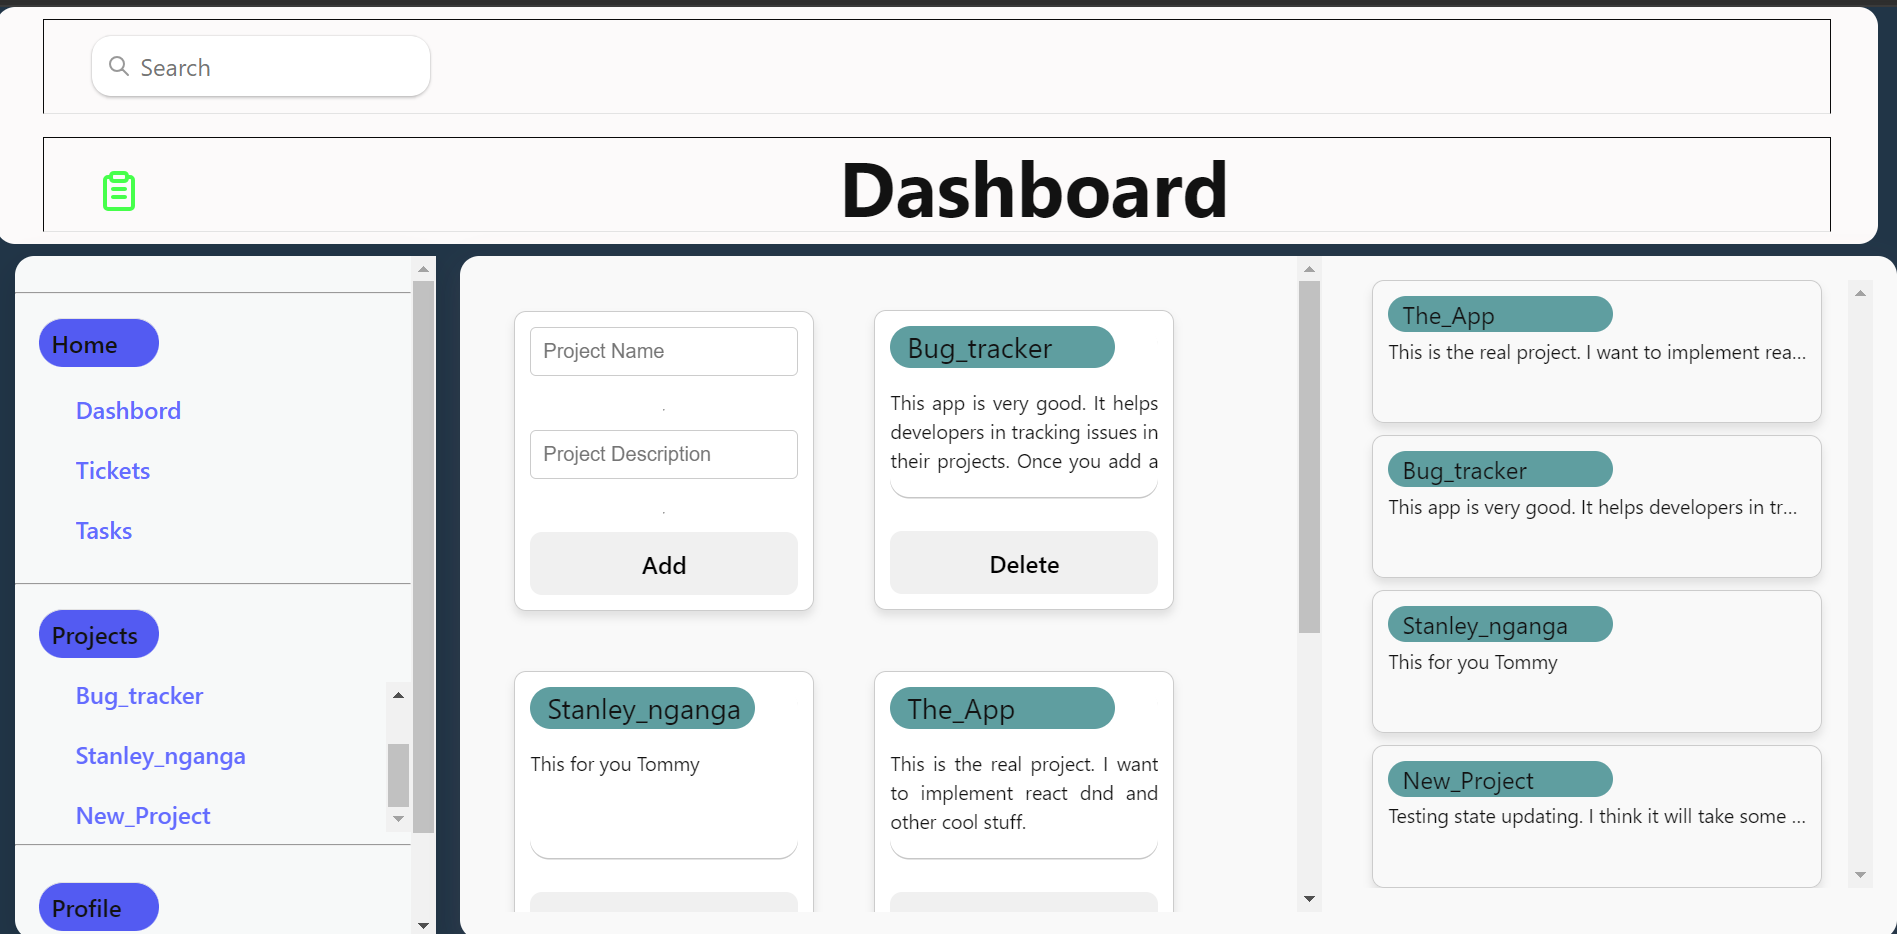 Search
Dashboard
Home
Dashbord
Tickets
Tasks
Projects
Bug_tracker
Stanley_nganga
New_Project
Profile
Project Name
.
Project Description
.
Add
Bug_tracker
This app is very good. It helps
developers in tracking issues in
their projects. Once you add a
Delete
Stanley_nganga
This for you Tommy
The_App
This is the real project. I want
to implement react dnd and
other cool stuff.
The_App
This is the real project. I want to implement rea...
Bug_tracker
This app is very good. It helps developers in tr...
Stanley_nganga
This for you Tommy
New_Project
Testing state updating. I think it will take some ...